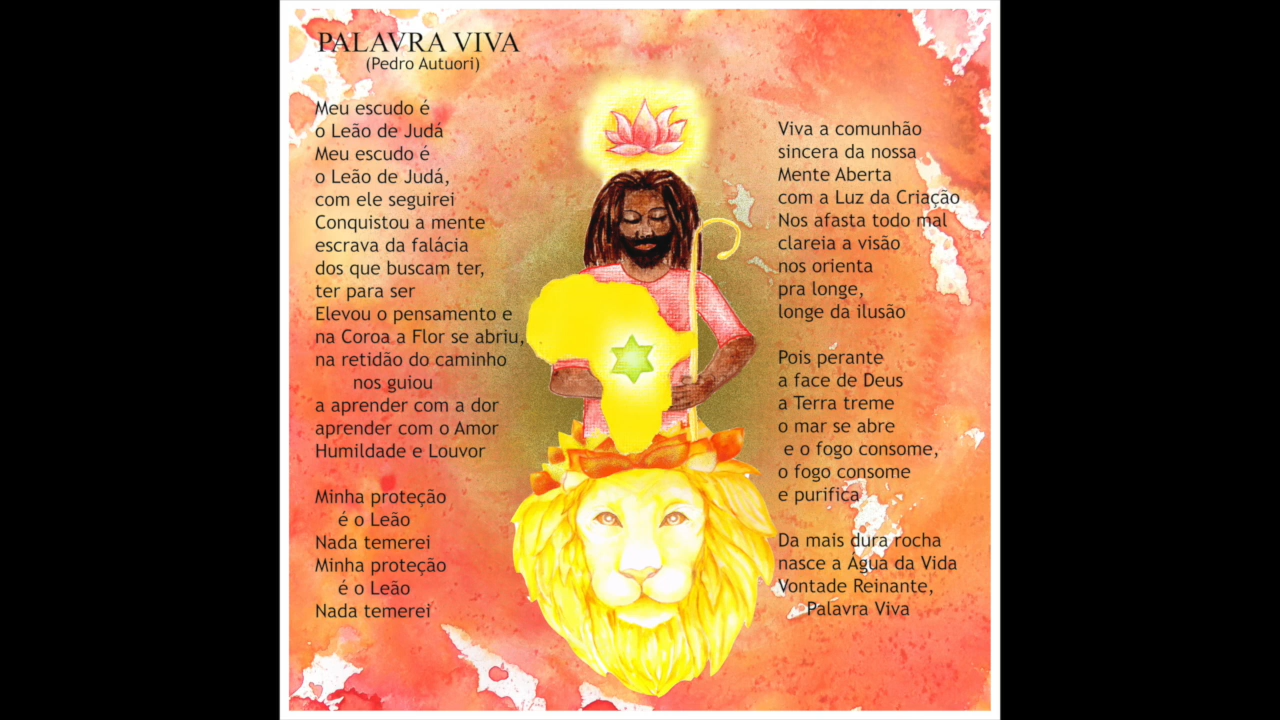 PALAVRA VIVA
(Pedro Autuori)
Meu escudo é
o Leão de Judá
Meu escudo é
o Leão de Judá,
com ele seguirei
Conquistou a mente
escrava da falácia
dos que buscam ter,
ter para ser
Elevou o pensamento e
na Coroa a Flor se abriu,
na retidão do caminho
nos guiou
a aprender com a dor
aprender com o Amor
Humildade e Louvor
Minha proteção
é o Leão
Nada temerei
Minha proteção
é o Leão
Nada temerei
Viva a comunhão
sincera da nossa
Mente Aberta
com a Luz da Criação
Nos afasta todo mal
clareia a visão
nos orienta
pra longe,
longe da ilusão
Pois perante
a face de Deus
a Terra treme
o mar se abre
e o fogo consome,
o fogo consome
e purifica
Da mais dura rocha
nasce a Água da Vida
Vontade Reinante,
Palavra Viva